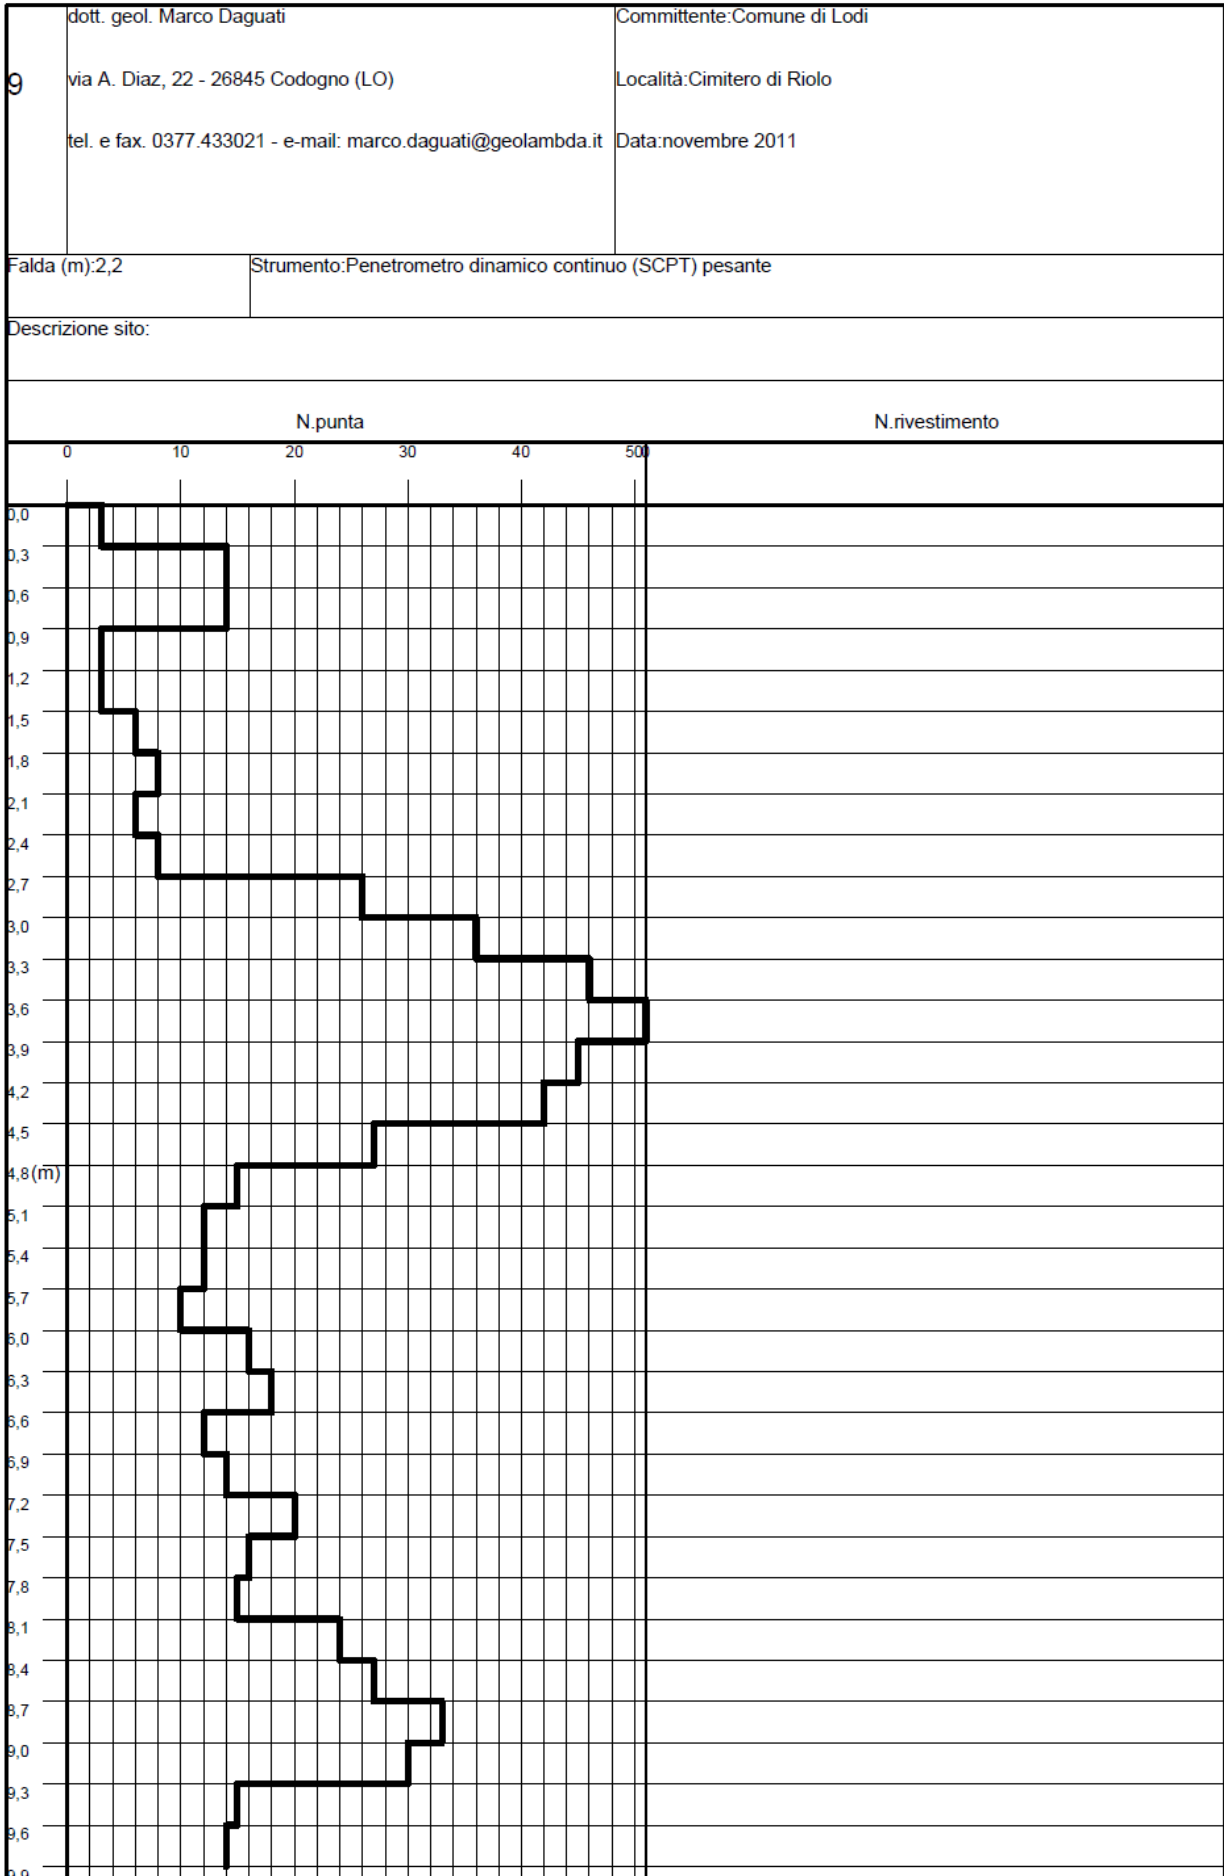 dott. geol. Marco Daguati
Committente:Comune di Lodi
9
via A. Diaz, 22 - 26845 Codogno (LO)
Località:Cimitero di Riolo
tel. e fax. 0377.433021 - e-mail: marco.daguati@geolambda.it
Data:novembre 2011
Falda (m):2,2
Strumento:Penetrometro dinamico continuo (SCPT) pesante
Descrizione sito:
N.punta
N.rivestimento
0 10 20 30 40 500
0,0
0,3
0,6
0,9
1,2
1,5
1,8
2,1
2,4
2,7
3,0
3,3
3,6
3,9
4,2
4,5
4,8(m)
5,1
5,4
5,7
6,0
6,3
6,6
6,9
7,2
7,5
7,8
8,1
8,4
8,7
9,0
9,3
9,6
9,9